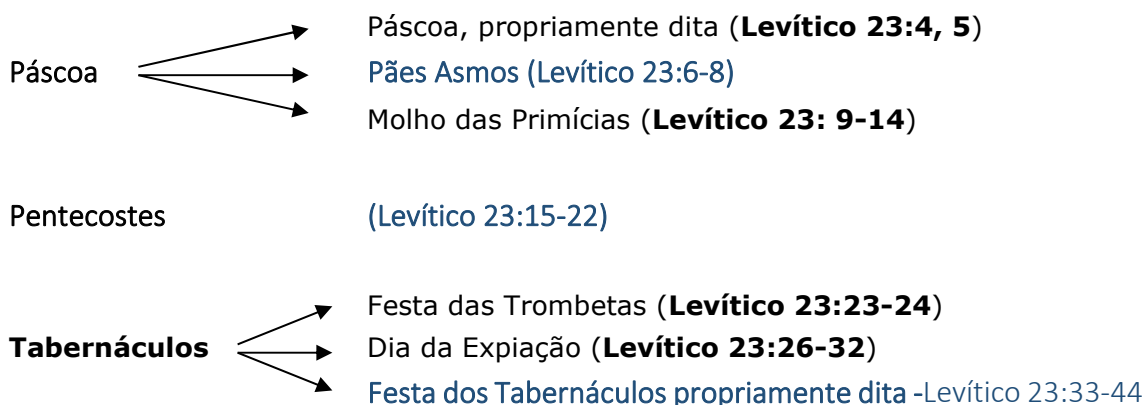 Páscoa, propriamente dita (Levítico 23:4, 5)
Páscoa Pães Asmos (Levítico 23:6-8)
Molho das Primícias (Levítico 23: 9-14)
Pentecostes (Levítico 23:15-22)
Festa das Trombetas (Levítico 23:23-24)
Tabernáculos Dia da Expiação (Levítico 23:26-32)
Festa dos Tabernáculos propriamente dita -Levítico 23:33-44